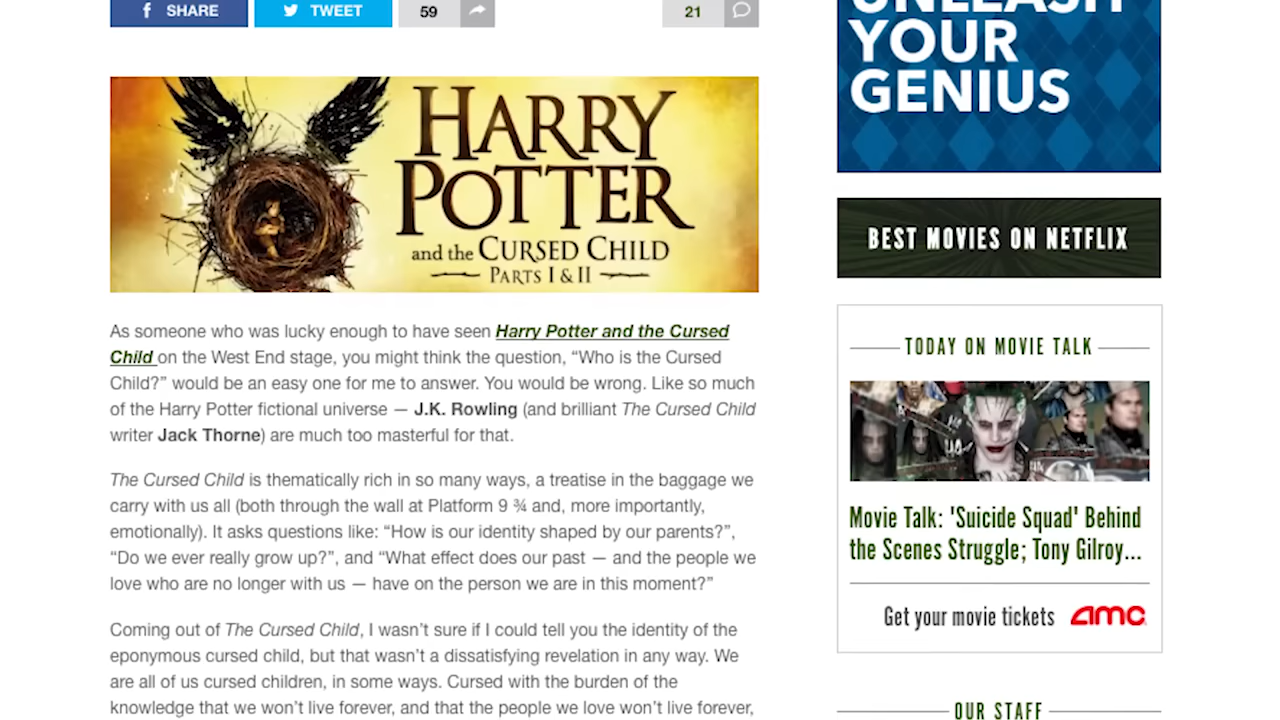 SHARE
TWEET
59
21
HARRY
POTTER
and the CURSED CHILD
PARTS I & II
As someone who was lucky enough to have seen Harry Potter and the Cursed
Child on the West End stage, you might think the question, “Who is the Cursed
Child?” would be an easy one for me to answer. You would be wrong. Like so much
of the Harry Potter fictional universe — J.K. Rowling (and brilliant The Cursed Child
writer Jack Thorne) are much too masterful for that.
The Cursed Child is thematically rich in so many ways, a treatise in the baggage we
carry with us all (both through the wall at Platform 9 ¾ and, more importantly,
emotionally). It asks questions like: “How is our identity shaped by our parents?”,
“Do we ever really grow up?”, and “What effect does our past — and the people we
love who are no longer with us — have on the person we are in this moment?”
Coming out of The Cursed Child, I wasn’t sure if I could tell you the identity of the
eponymous cursed child, but that wasn’t a dissatisfying revelation in any way. We
are all of us cursed children, in some ways. Cursed with the burden of the
knowledge that we won’t live forever, and that the people we love won’t live forever,
UNLEASH
YOUR
GENIUS
BEST MOVIES ON NETFLIX
TODAY ON MOVIE TALK
Movie Talk: 'Suicide Squad' Behind
the Scenes Struggle; Tony Gilroy...
Get your movie tickets amc
OUR STAFF